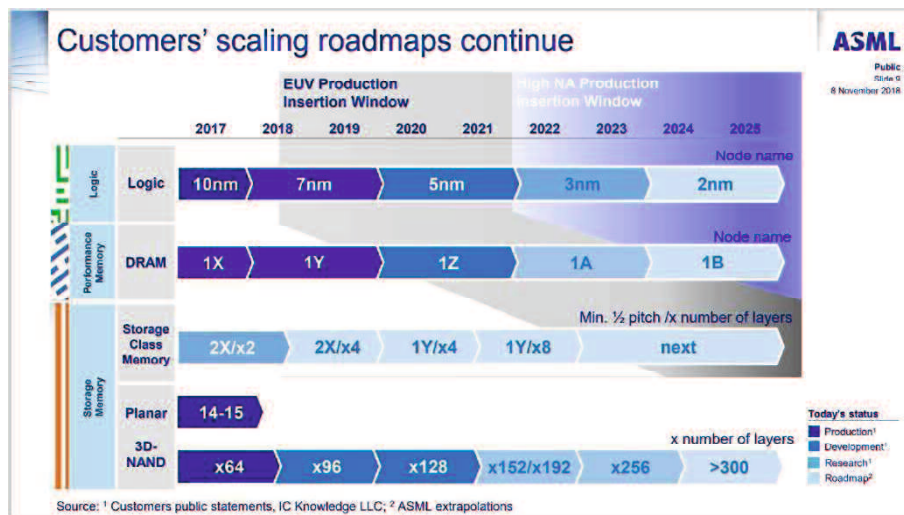 Customers' scaling roadmaps continue
ASML
Public
Slide 9
8 November 2018
EUV Production
Insertion Window
High NA Production
Insertion Window
2017 2018 2019 2020 2021 2022 2023 2024 2025
Node name
Logic
Logic
10nm 7nm 5nm 3nm 2nm
Node name
Performance
Memory
DRAM
1X 1Y 1Z 1A 1B
Min. ½ pitch /x number of layers
Storage
Class
Memory
2X/x2 2X/x4 1Y/x4 1Y/x8 next
Storage
Memory
Planar
14-15
3D-
NAND
x number of layers
x64 x96 x128 x152/x192 x256 >300
Today's status
Production¹
Development¹
Research¹
Roadmap²
Source: ¹ Customers public statements, IC Knowledge LLC; ² ASML extrapolations